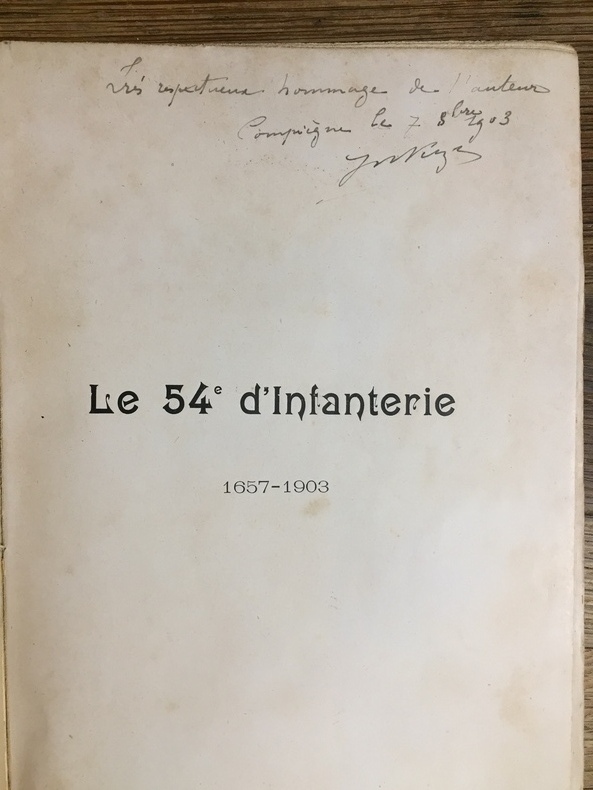 Très respectueux hommage de l'auteur
Compiègne le 7 8bre 1903
Le 54e d'Infanterie
1657-1903